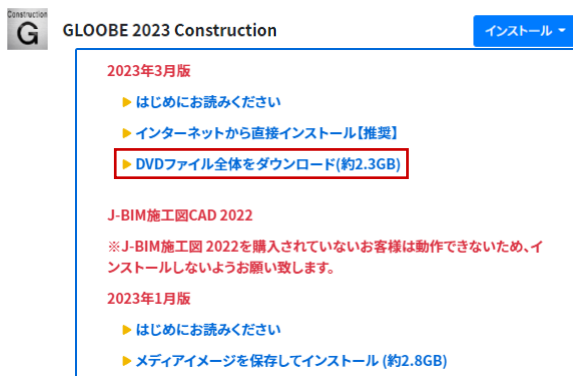 Construction
G
GLOOBE 2023 Construction
インストール
2023年3月版
はじめにお読みください
インターネットから直接インストール【推奨】
DVDファイル全体をダウンロード(約2.3GB)
J-BIM施工図CAD 2022
※J-BIM施工図 2022を購入されていないお客様は動作できないため、イ
ンストールしないようお願い致します。
2023年1月版
はじめにお読みください
メディアイメージを保存してインストール (約2.8GB)